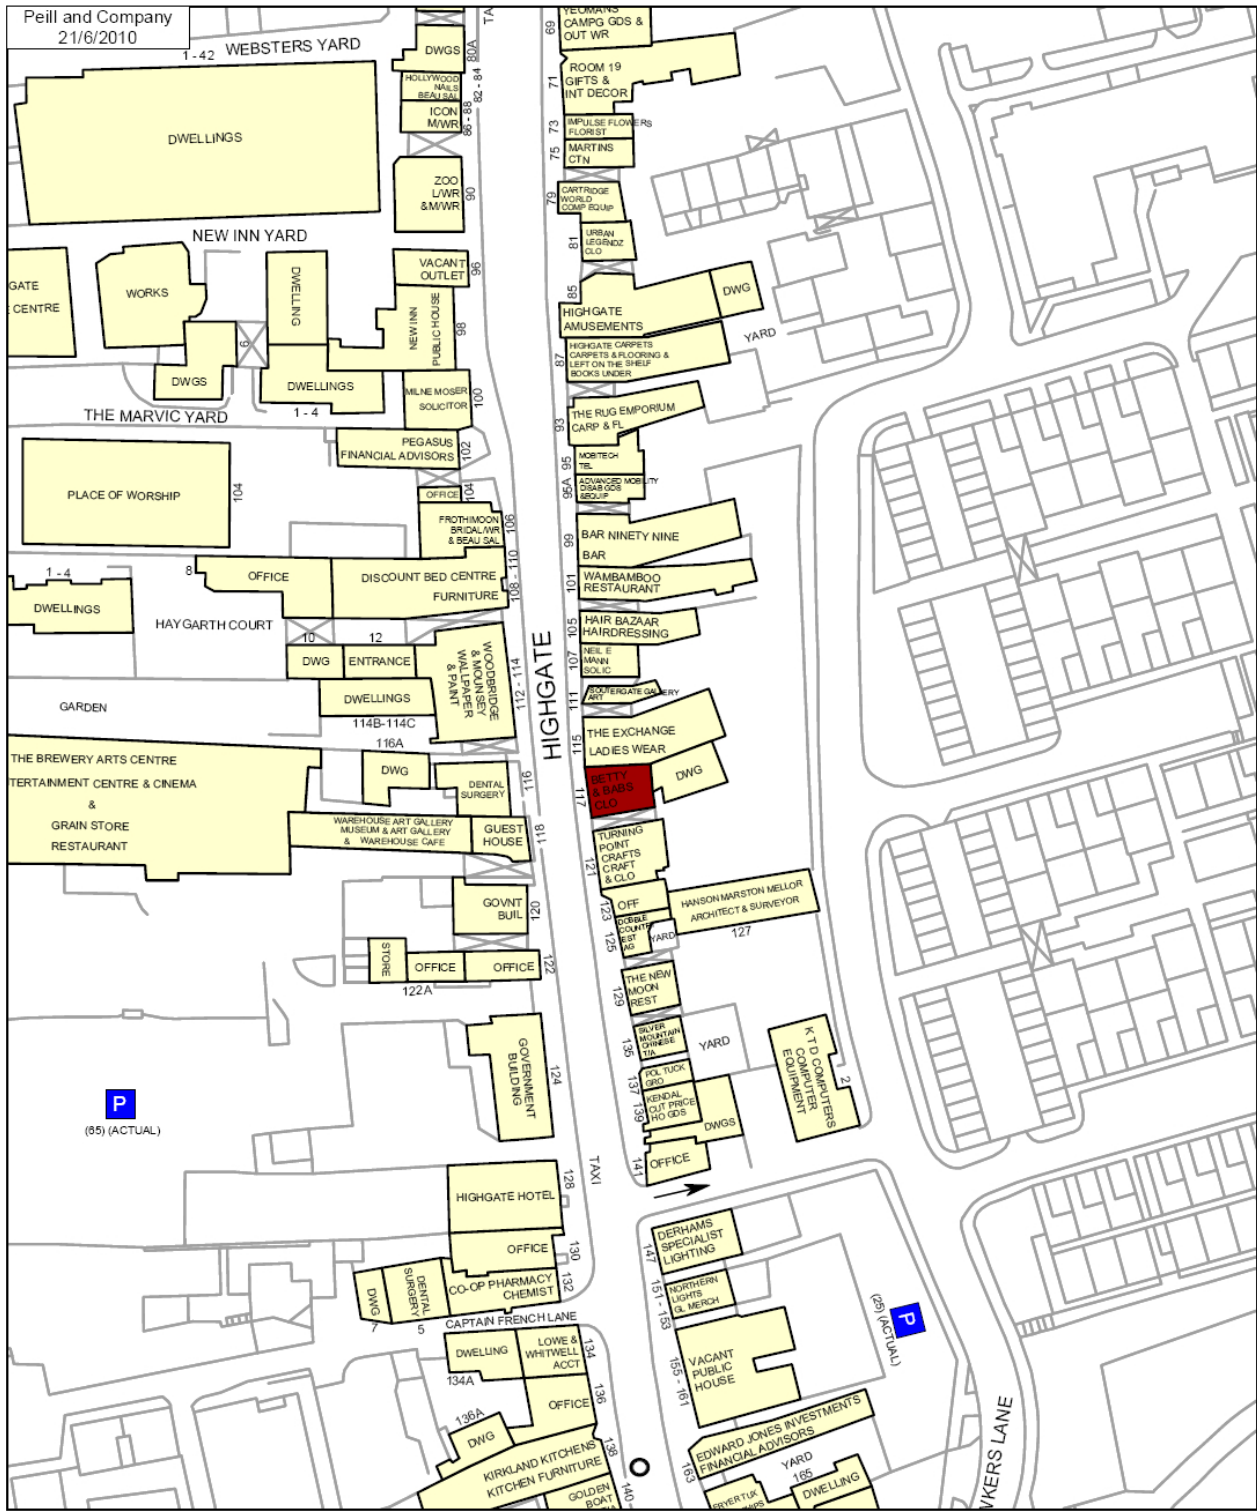 Peill and Company
21/6/2010
WEBSTERS YARD
1 - 42
DWELLINGS
DWGS
80A
HOLLYWOOD
NAILS
BEAU SAL
82 - 84
ICON
M/WR
86 - 88
ZOO
L/WR
&M/WR
90
NEW INN YARD
VACANT
OUTLET
96
GATE
E CENTRE
WORKS
DWELLING
NEW INN
PUBLIC HOUSE
98
6
DWGS
DWELLINGS
1 - 4
MILNE MOSER
SOLICITOR
100
THE MARVIC YARD
PEGASUS
FINANCIAL ADVISORS
102
PLACE OF WORSHIP
104
OFFICE
104
FROTHIMOON
BRIDAL/WR
& BEAU SAL
106
1 - 4
DWELLINGS
8
OFFICE
DISCOUNT BED CENTRE
FURNITURE
108 - 110
HAYGARTH COURT
10
DWG
12
ENTRANCE
WOODBRIDGE
& MOUNSEY
WALLPAPER
& PAINT
112 - 114
GARDEN
DWELLINGS
114B-114C
116A
DWG
DENTAL
SURGERY
116
THE BREWERY ARTS CENTRE
TERTAINMENT CENTRE & CINEMA
&
GRAIN STORE
RESTAURANT
WAREHOUSE ART GALLERY
MUSEUM & ART GALLERY
& WAREHOUSE CAFE
GUEST
HOUSE
118
GOVNT
BUIL
120
STORE
OFFICE
OFFICE
122
122A
GOVERNMENT
BUILDING
124
P
(65) (ACTUAL)
TAXI
HIGHGATE HOTEL
128
OFFICE
130
DWG
7
DENTAL
SURGERY
5
CO-OP PHARMACY
CHEMIST
132
CAPTAIN FRENCH LANE
DWELLING
134A
LOWE &
WHITWELL
ACCT
134
OFFICE
136
136A
DWG
KIRKLAND KITCHENS
KITCHEN FURNITURE
138
GOLDEN
BOAT
140
HIGHGATE
TA
69
YEOMANS
CAMPG GDS &
OUT WR
71
ROOM 19
GIFTS &
INT DECOR
73
IMPULSE FLOWERS
FLORIST
75
MARTINS
CTN
79
CARTRIDGE
WORLD
COMP EQUIP
81
URBAN
LEGENDZ
CLO
85
HIGHGATE
AMUSEMENTS
DWG
87
HIGHGATE CARPETS
CARPETS & FLOORING &
LEFT ON THE SHELF
BOOKS UNDER
YARD
93
THE RUG EMPORIUM
CARP & FL
95
MOBITECH
TEL
95A
ADVANCED MOBILITY
DISAB GDS
&EQUIP
99
BAR NINETY NINE
BAR
101
WAMBAMBOO
RESTAURANT
105
HAIR BAZAAR
HAIRDRESSING
107
NEIL E
MANN
SOLIC
111
SOUTERGATE GALLERY
ART
115
THE EXCHANGE
LADIES WEAR
117
BETTY
& BABS
CLO
DWG
121
TURNING
POINT
CRAFTS
CRAFT
& CLO
123
OFF
HANSON MARSTON MELLOR
ARCHITECT & SURVEYOR
127
125
DOBBLE
COUNTRY
EST
AG
YARD
129
THE NEW
MOON
REST
135
SILVER
MOUNTAIN
CHINESE
T/A
YARD
137
POL TUCK
GRO
139
KENDAL
CUT PRICE
HO GDS
DWGS
141
OFFICE
K T D COMPUTERS
COMPUTER
EQUIPMENT
2
147
DERHAMS
SPECIALIST
LIGHTING
151 - 153
NORTHERN
LIGHTS
GL MERCH
155 - 161
VACANT
PUBLIC
HOUSE
P
(25) (ACTUAL)
163
EDWARD JONES INVESTMENTS
FINANCIAL ADVISORS
YARD
165
FRYER TUX
DWELLING
NKERS LANE